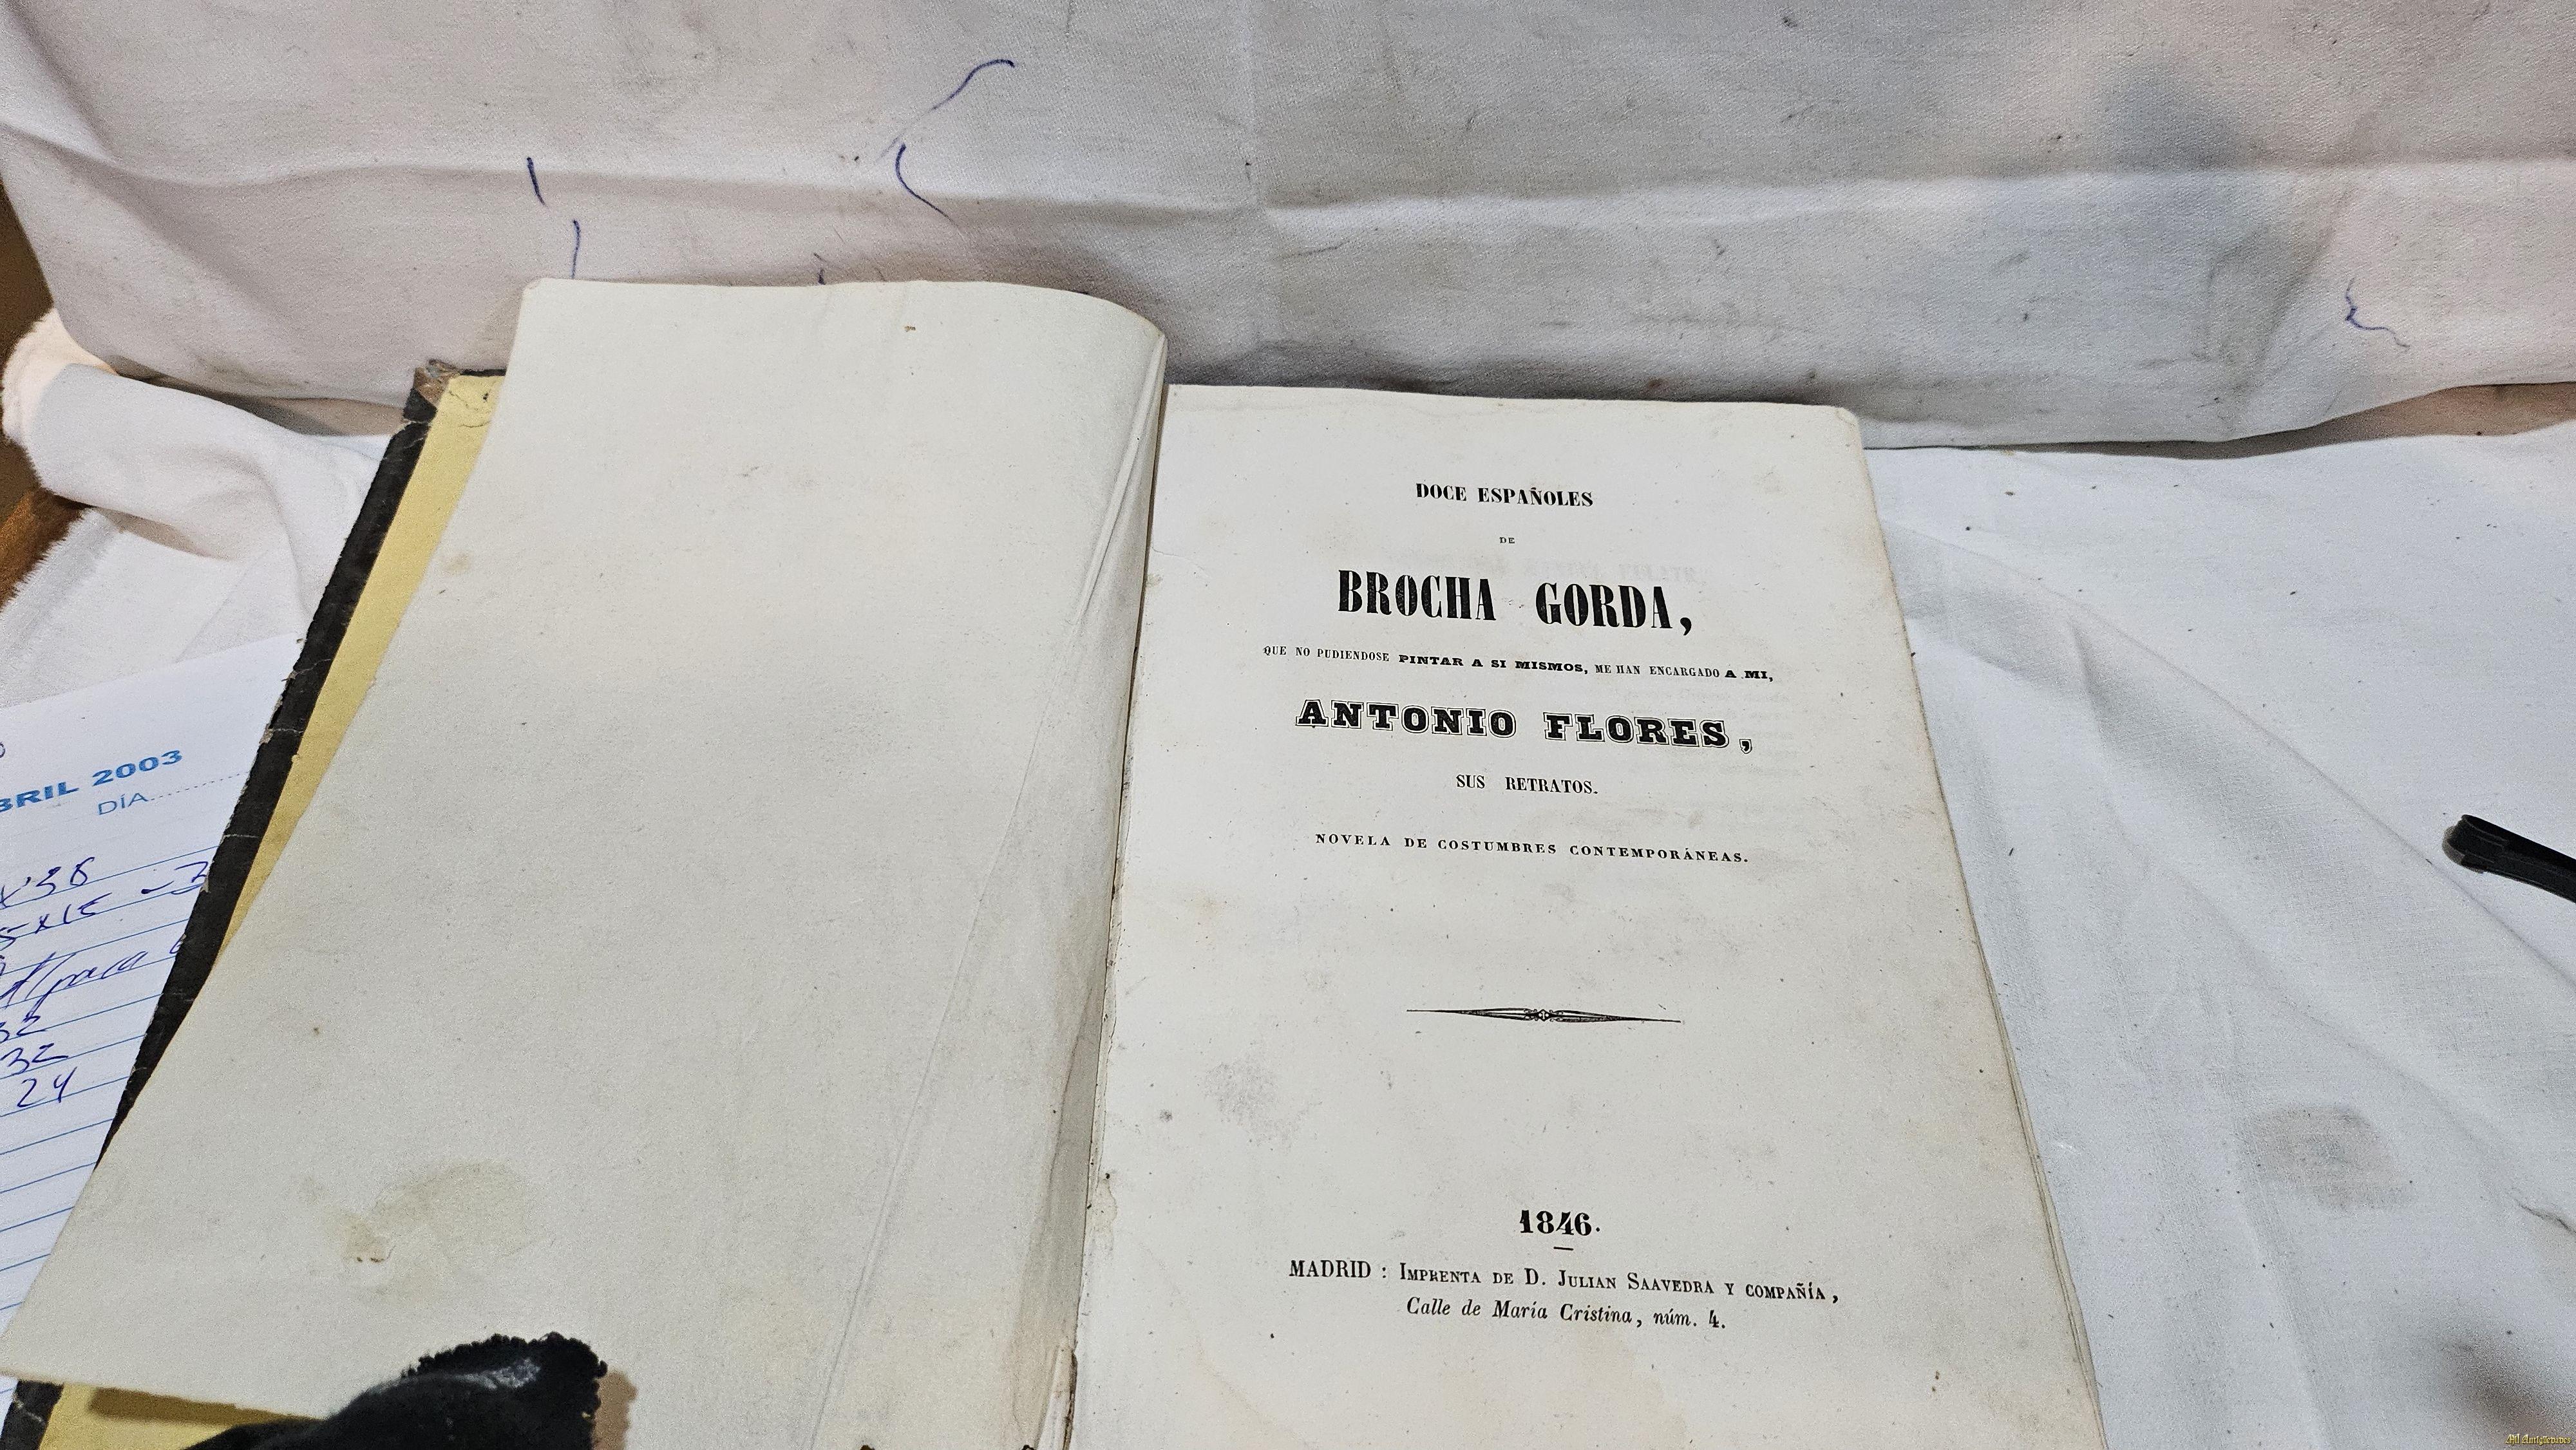 DOCE ESPAÑOLES
DE
BROCHA GORDA,
QUE NO PUDIENDOSE PINTAR A SI MISMOS, ME HAN ENCARGADO A MI,
ANTONIO FLORES,
SUS RETRATOS.
NOVELA DE COSTUMBRES CONTEMPORÁNEAS.
1846.
MADRID : IMPRENTA DE D. JULIAN SAAVEDRA Y COMPAÑÍA,
Calle de María Cristina, núm. 4.
BRIL 2003
DÍA
32
32
24